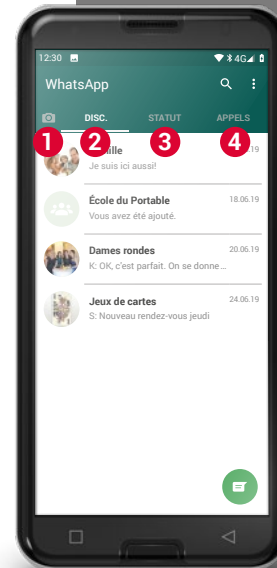 12:30 4G
WhatsApp
DISC. STATUT APPELS
1 2 3 4
Je suis ici aussi!
École du Portable 18.06.19
Vous avez été ajouté.
Dames rondes 20.06.19
K: OK, c'est parfait. On se donne ...
Jeux de cartes 24.06.19
S: Nouveau rendez-vous jeudi